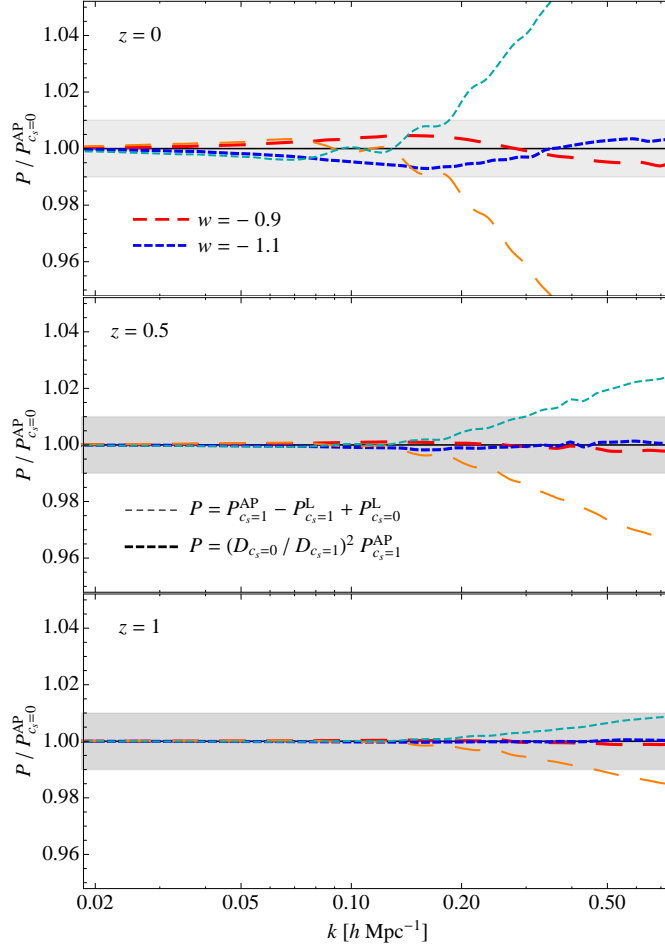 z = 0
1.04
1.02
1.00
0.98
0.96
P / P^AP_{c_s=0}
w = − 0.9
w = − 1.1
z = 0.5
1.04
1.02
1.00
0.98
0.96
P / P^AP_{c_s=0}
P = P^AP_{c_s=1} − P^L_{c_s=1} + P^L_{c_s=0}
P = (D_{c_s=0} / D_{c_s=1})² P^AP_{c_s=1}
z = 1
1.04
1.02
1.00
0.98
0.96
P / P^AP_{c_s=0}
0.02 0.05 0.10 0.20 0.50
k [h Mpc⁻¹]